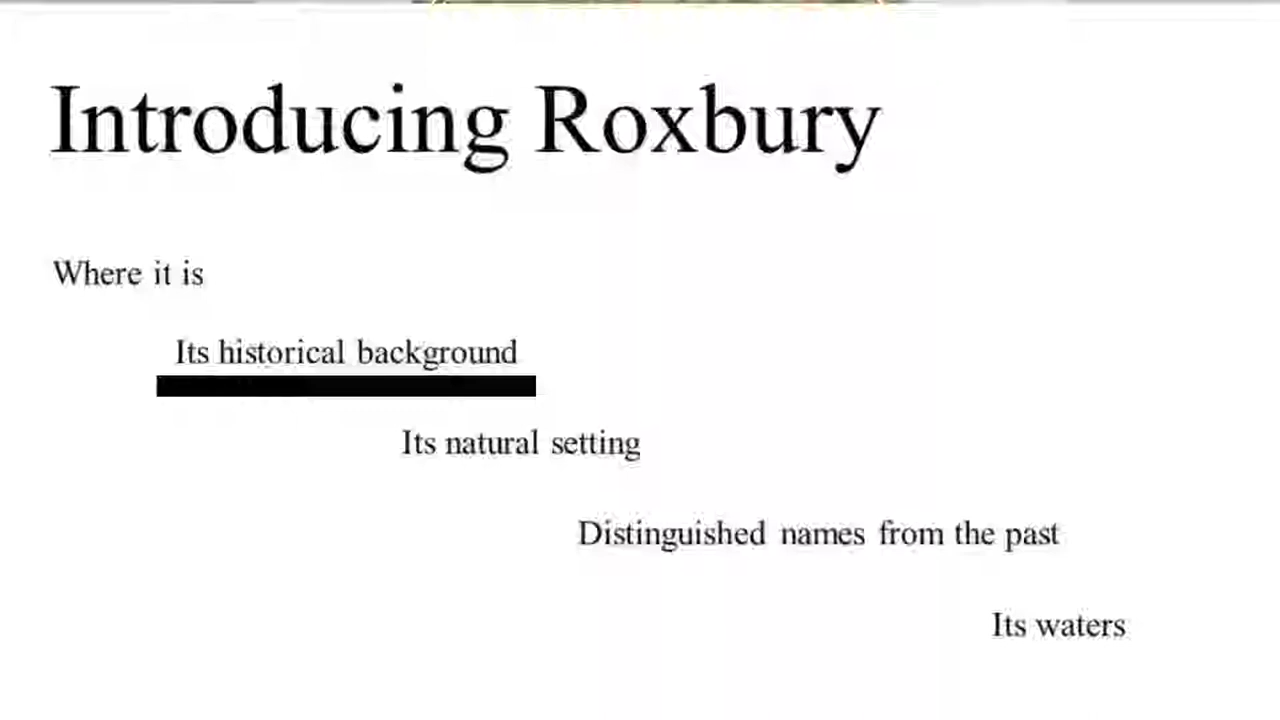 Introducing Roxbury
Where it is
Its historical background
Its natural setting
Distinguished names from the past
Its waters